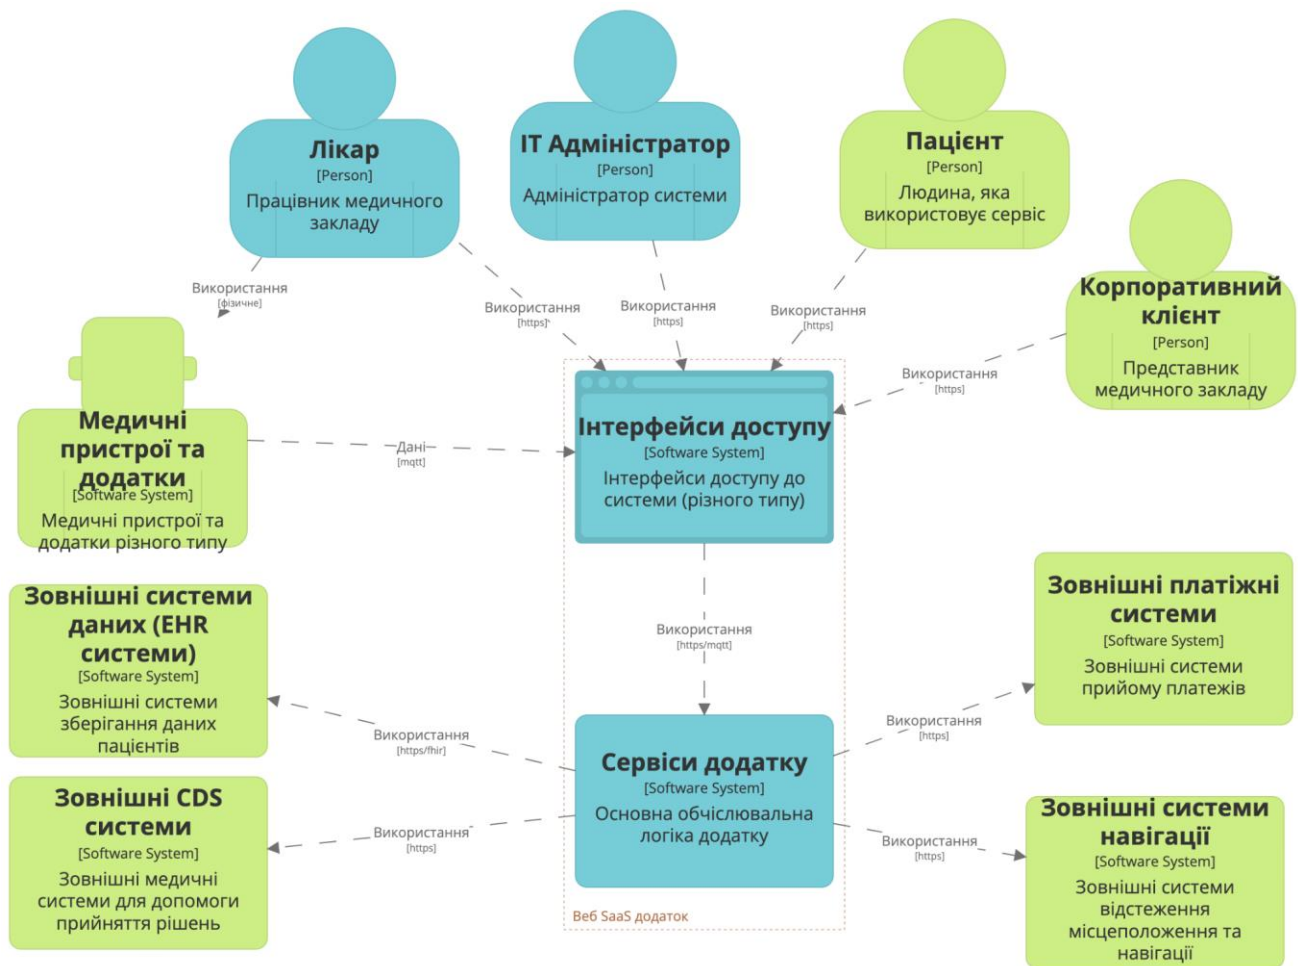 Лікар
[Person]
Працівник медичного
закладу
ІТ Адміністратор
[Person]
Адміністратор системи
Пацієнт
[Person]
Людина, яка
використовує сервіс
Корпоративний
клієнт
[Person]
Представник
медичного закладу
Використання
[фізичне]
Використання
[https]
Використання
[https]
Використання
[https]
Використання
[https]
Медичні
пристрої та
додатки
[Software System]
Медичні пристрої та
додатки різного типу
Дані
[mqtt]
Інтерфейси доступу
[Software System]
Інтерфейси доступу до
системи (різного типу)
Використання
[https/mqtt]
Зовнішні системи
даних (EHR
системи)
[Software System]
Зовнішні системи
зберігання даних
пацієнтів
Зовнішні платіжні
системи
[Software System]
Зовнішні системи
прийому платежів
Використання
[https/fhir]
Використання
[https]
Сервіси додатку
[Software System]
Основна обчислювальна
логіка додатку
Зовнішні CDS
системи
[Software System]
Зовнішні медичні
системи для допомоги
прийняття рішень
Використання
[https]
Використання
[https]
Зовнішні системи
навігації
[Software System]
Зовнішні системи
відстеження
місцеположення та
навігації
Веб SaaS додаток